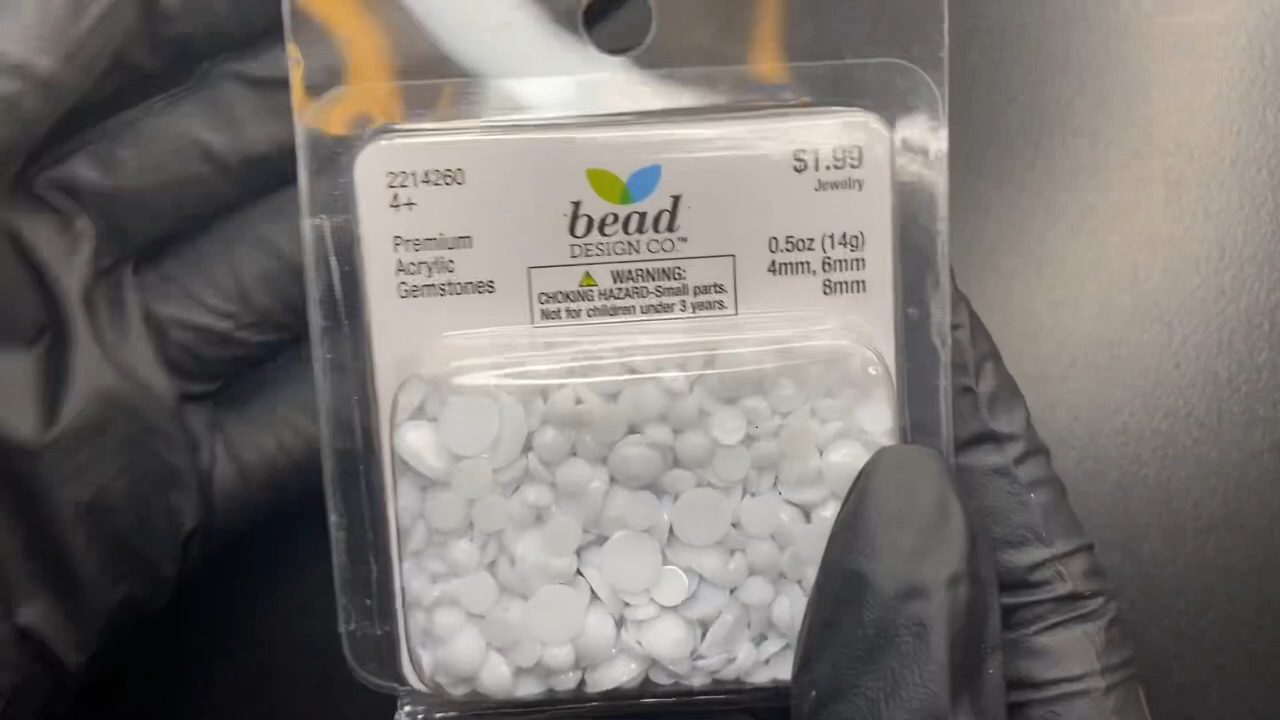 2214260
4+
Premium
Acrylic
Gemstones
bead
DESIGN CO.™
⚠ WARNING:
CHOKING HAZARD-Small parts.
Not for children under 3 years.
$1.99
Jewelry
0.5oz (14g)
4mm, 6mm
8mm